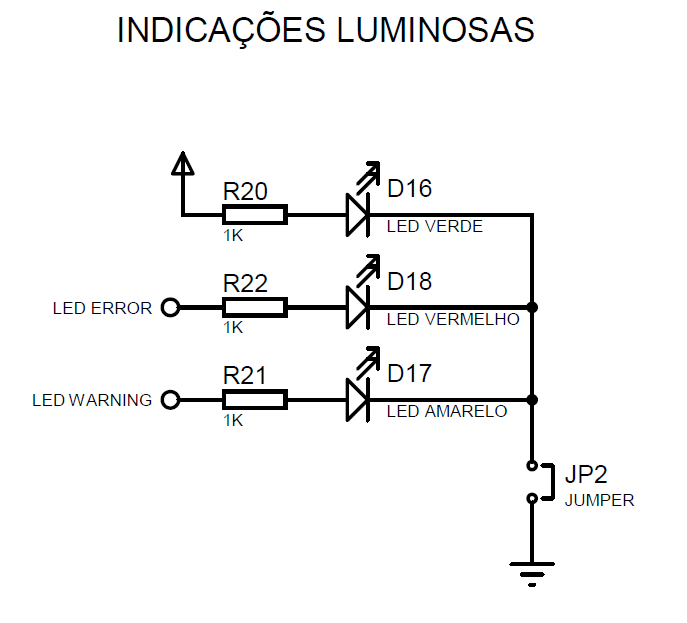 INDICAÇÕES LUMINOSAS
R20
1K
D16
LED VERDE
LED ERROR
R22
1K
D18
LED VERMELHO
LED WARNING
R21
1K
D17
LED AMARELO
JP2
JUMPER